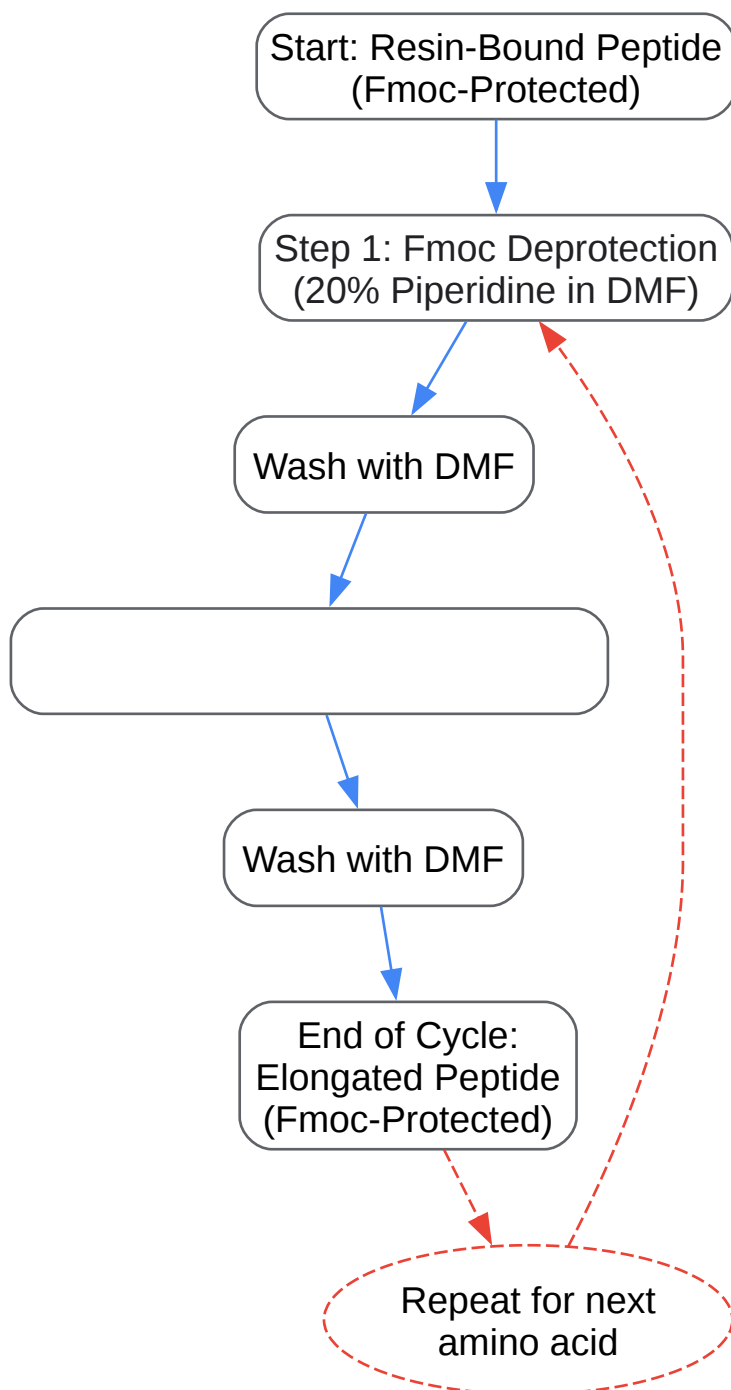 Start: Resin-Bound Peptide
(Fmoc-Protected)
Step 1: Fmoc Deprotection
(20% Piperidine in DMF)
Wash with DMF
Wash with DMF
End of Cycle:
Elongated Peptide
(Fmoc-Protected)
Repeat for next
amino acid